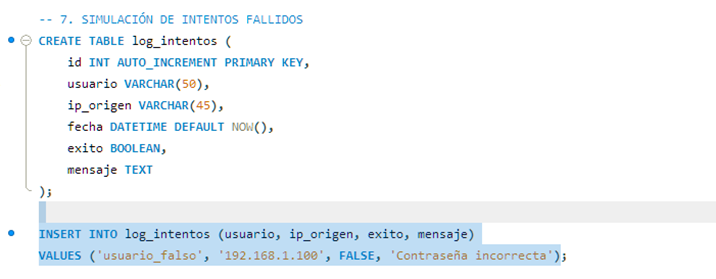 -- 7. SIMULACIÓN DE INTENTOS FALLIDOS
CREATE TABLE log_intentos (
id INT AUTO_INCREMENT PRIMARY KEY,
usuario VARCHAR(50),
ip_origen VARCHAR(45),
fecha DATETIME DEFAULT NOW(),
exito BOOLEAN,
mensaje TEXT
);
INSERT INTO log_intentos (usuario, ip_origen, exito, mensaje)
VALUES ('usuario_falso', '192.168.1.100', FALSE, 'Contraseña incorrecta');